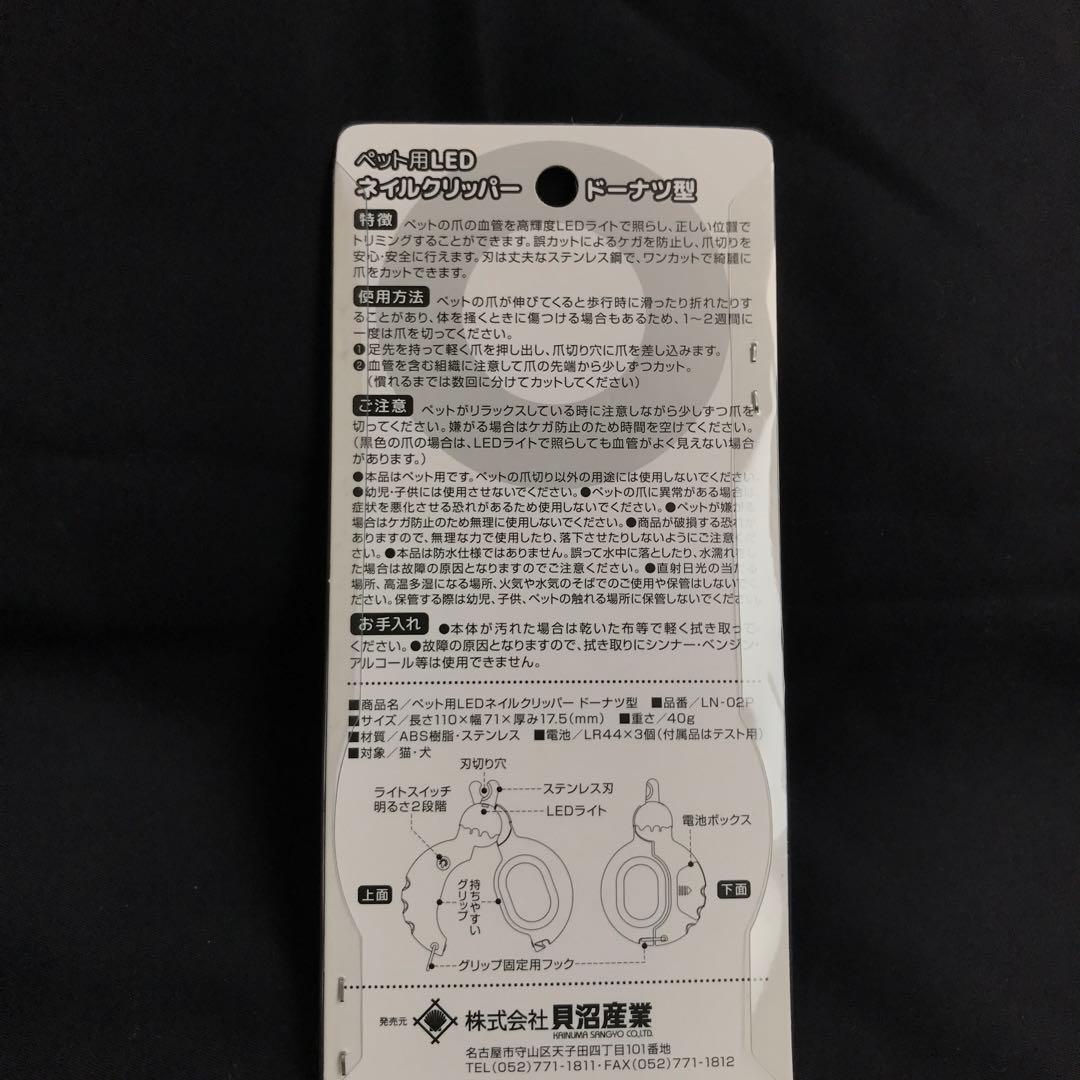 ペット用LED
ネイルクリッパー ドーナツ型
特徴 ペットの爪の血管を高輝度LEDライトで照らし、正しい位置で
トリミングすることができます。誤カットによるケガを防止し、爪切りを
安心・安全に行えます。刃は丈夫なステンレス鋼で、ワンカットで綺麗に
爪をカットできます。
使用方法 ペットの爪が伸びてくると歩行時に滑ったり折れたりす
ることがあり、体を掻くときに傷つける場合もあるため、1〜2週間に
一度は爪を切ってください。
❶足先を持って軽く爪を押し出し、爪切り穴に爪を差し込みます。
❷血管を含む組織に注意して爪の先端から少しずつカット。
(慣れるまでは数回に分けてカットしてください)
ご注意 ペットがリラックスしている時に注意しながら少しずつ爪を
切ってください。嫌がる場合はケガ防止のため時間を空けてください。
(黒色の爪の場合は、LEDライトで照らしても血管がよく見えない場合
があります。)
●本品はペット用です。ペットの爪切り以外の用途には使用しないでください。
●幼児・子供には使用させないでください。●ペットの爪に異常がある場合は
症状を悪化させる恐れがあるため使用しないでください。●ペットが嫌がる
場合はケガ防止のため無理に使用しないでください。●商品が破損する恐れが
ありますので、無理な力で使用したり、落下させたりしないようにご注意くだ
さい。●本品は防水仕様ではありません。誤って水中に落としたり、水濡れし
た場合は故障の原因となりますのでご注意ください。●直射日光の当たる
場所、高温多湿になる場所、火気や水気のそばでのご使用や保管はしないでく
ださい。保管する際は幼児、子供、ペットの触れる場所に保管しないでください。
お手入れ ●本体が汚れた場合は乾いた布等で軽く拭き取って
ください。●故障の原因となりますので、拭き取りにシンナー・ベンジン・
アルコール等は使用できません。
■商品名/ペット用LEDネイルクリッパー ドーナツ型 ■品番/LN-02P
■サイズ/長さ110×幅71×厚み17.5(mm) ■重さ/40g
■材質/ABS樹脂・ステンレス ■電池/LR44×3個(付属品はテスト用)
■対象/猫・犬
刃切り穴
ライトスイッチ
明るさ2段階
ステンレス刃
LEDライト
電池ボックス
上面
持ちやすい
グリップ
下面
グリップ固定用フック
発売元 株式会社 貝沼産業
KAINUMA SANGYO CO.,LTD.
名古屋市守山区天子田四丁目101番地
TEL(052)771-1811・FAX(052)771-1812